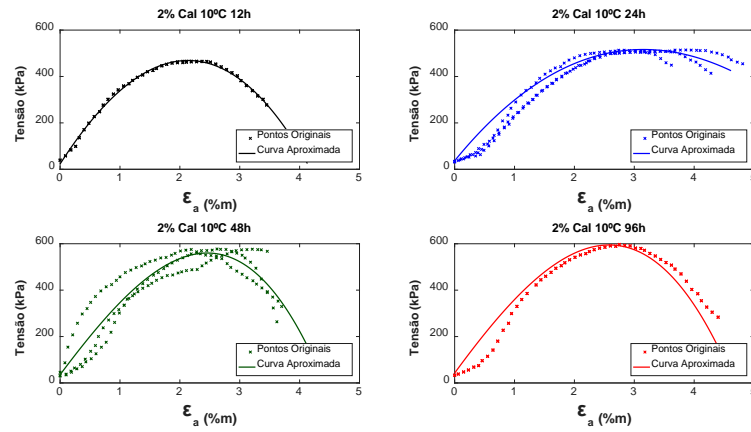 2% Cal 10ºC 12h
600
400
200
0
Tensão (kPa)
Pontos Originais
Curva Aproximada
0 1 2 3 4 5
ε a (%m)
2% Cal 10ºC 24h
600
400
200
0
Tensão (kPa)
Pontos Originais
Curva Aproximada
0 1 2 3 4 5
ε a (%m)
2% Cal 10ºC 48h
600
400
200
0
Tensão (kPa)
Pontos Originais
Curva Aproximada
0 1 2 3 4 5
ε a (%m)
2% Cal 10ºC 96h
600
400
200
0
Tensão (kPa)
Pontos Originais
Curva Aproximada
0 1 2 3 4 5
ε a (%m)